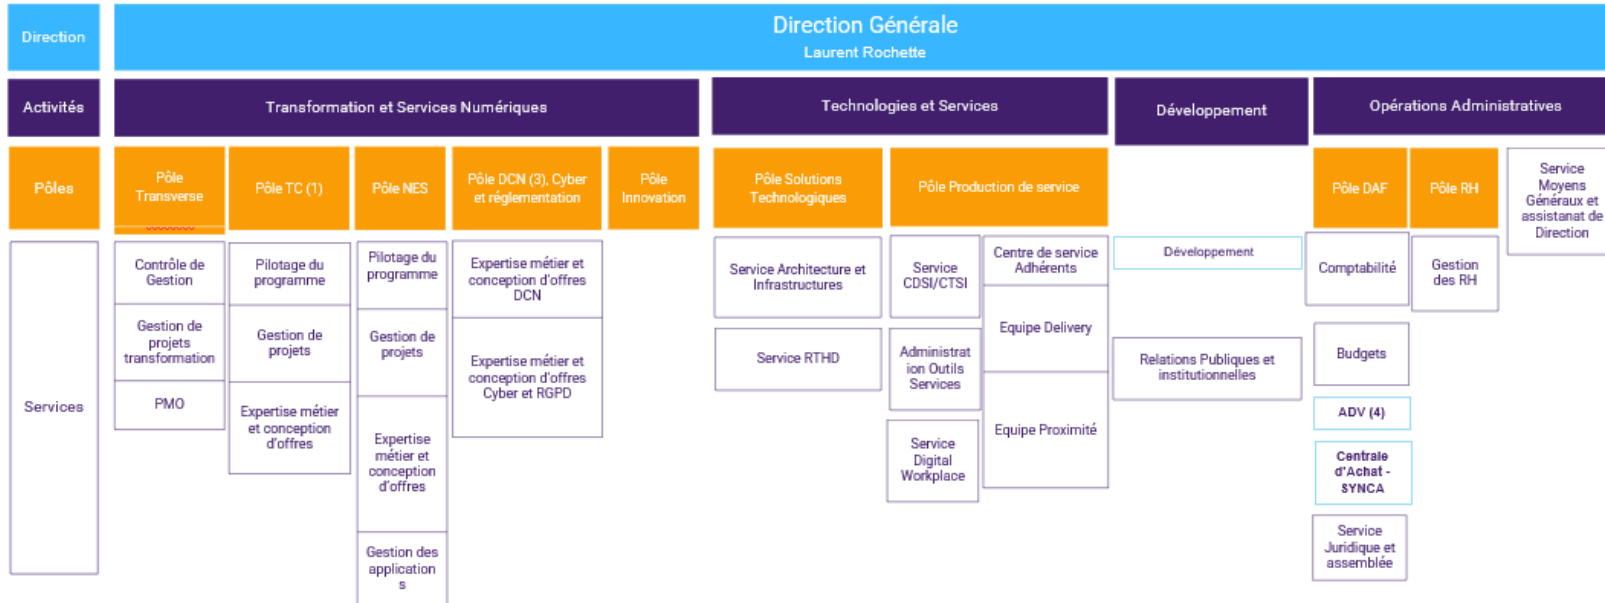 Direction
Direction Générale
Laurent Rochette
Activités
Transformation et Services Numériques
Technologies et Services
Développement
Opérations Administratives
Pôles
Pôle
Transverse
Pôle TC (1)
Pôle NES
Pôle DCN (3), Cyber
et réglementation
Pôle
Innovation
Pôle Solutions
Technologiques
Pôle Production de service
Pôle DAF
Pôle RH
Service
Moyens
Généraux et
assistanat de
Direction
Services
Contrôle de
Gestion
Gestion de
projets
transformation
PMO
Pilotage du
programme
Gestion de
projets
Expertise métier
et conception
d'offres
Pilotage du
programme
Gestion de
projets
Expertise
métier et
conception
d'offres
Gestion des
application
s
Expertise métier et
conception d'offres
DCN
Expertise métier et
conception d'offres
Cyber et RGPD
Service Architecture et
Infrastructures
Service RTHD
Service
CDSI/CTSI
Administrat
ion Outils
Services
Service
Digital
Workplace
Centre de service
Adhérents
Equipe Delivery
Equipe Proximité
Développement
Relations Publiques et
institutionnelles
Comptabilité
Budgets
ADV (4)
Centrale
d'Achat -
SYNCA
Service
Juridique et
assemblée
Gestion
des RH